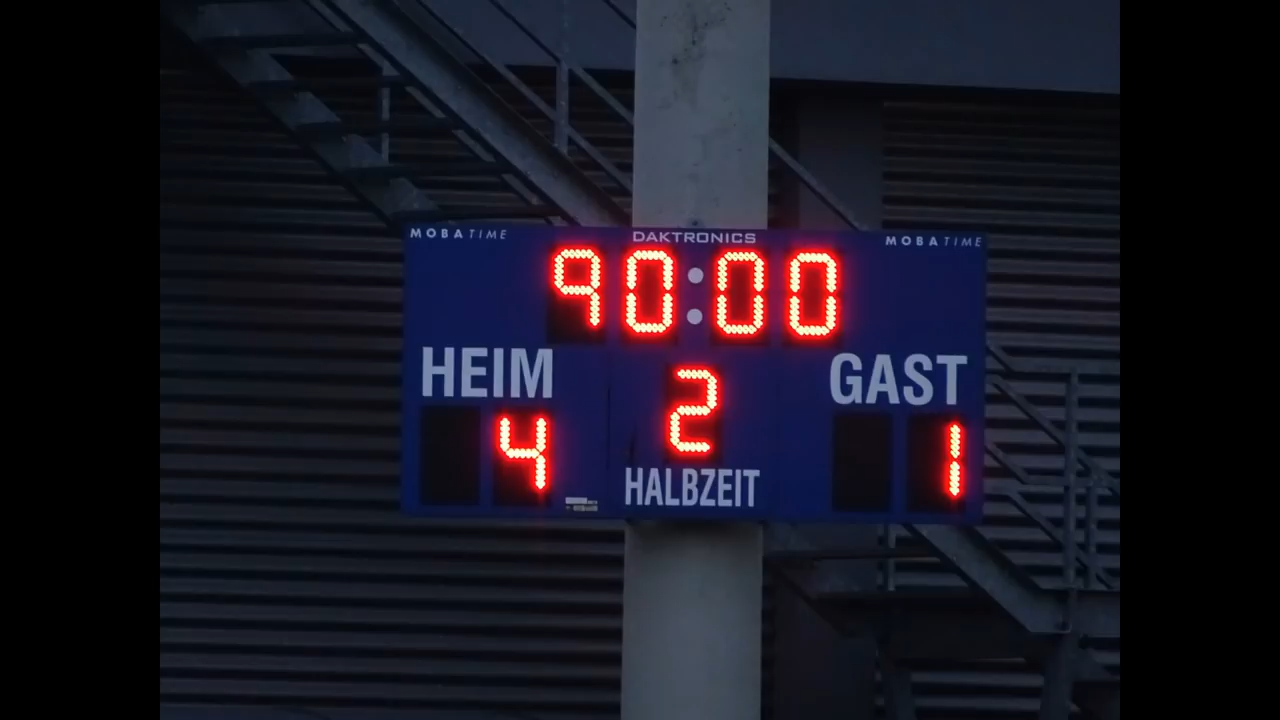 MOBATIME DAKTRONICS MOBATIME
90:00
HEIM GAST
4 2 1
HALBZEIT